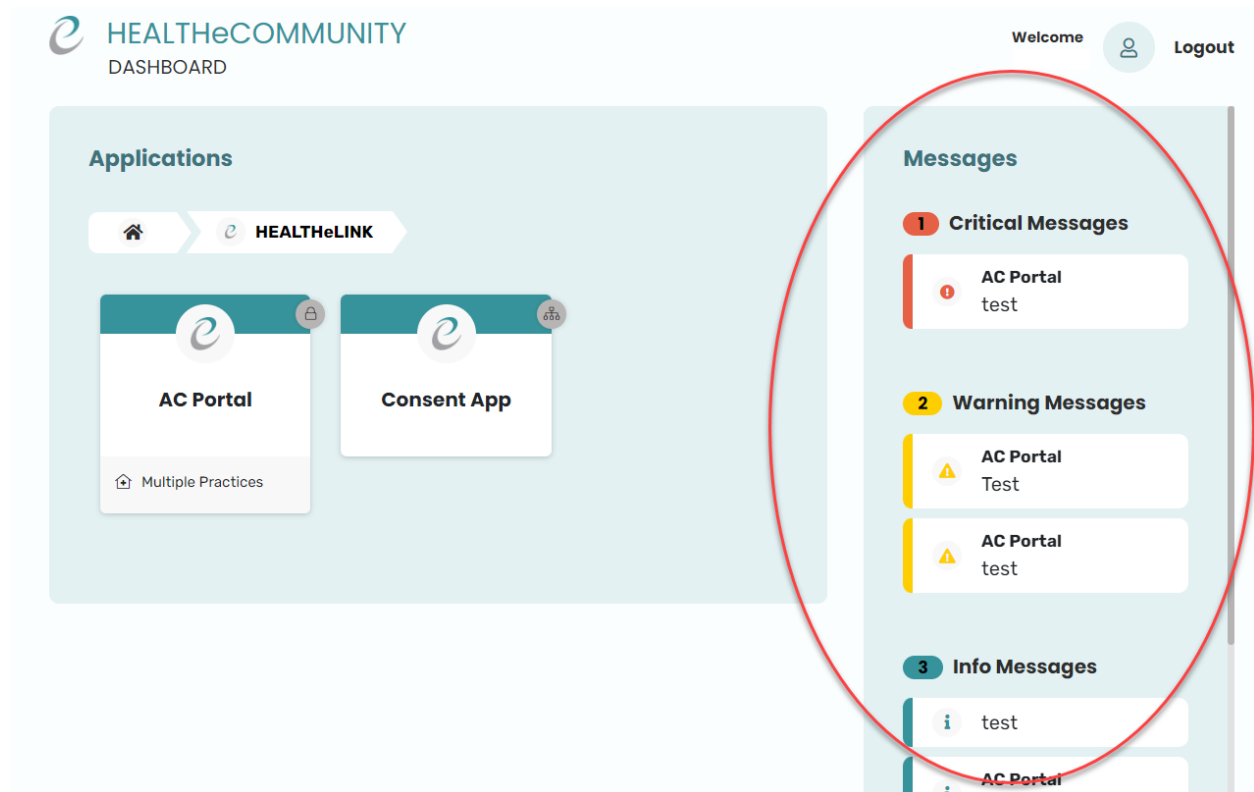 HEALTHeCOMMUNITY
DASHBOARD
Welcome
Logout
Applications
HEALTHeLINK
AC Portal
Multiple Practices
Consent App
Messages
1 Critical Messages
AC Portal
test
2 Warning Messages
AC Portal
Test
AC Portal
test
3 Info Messages
test
AC Portal